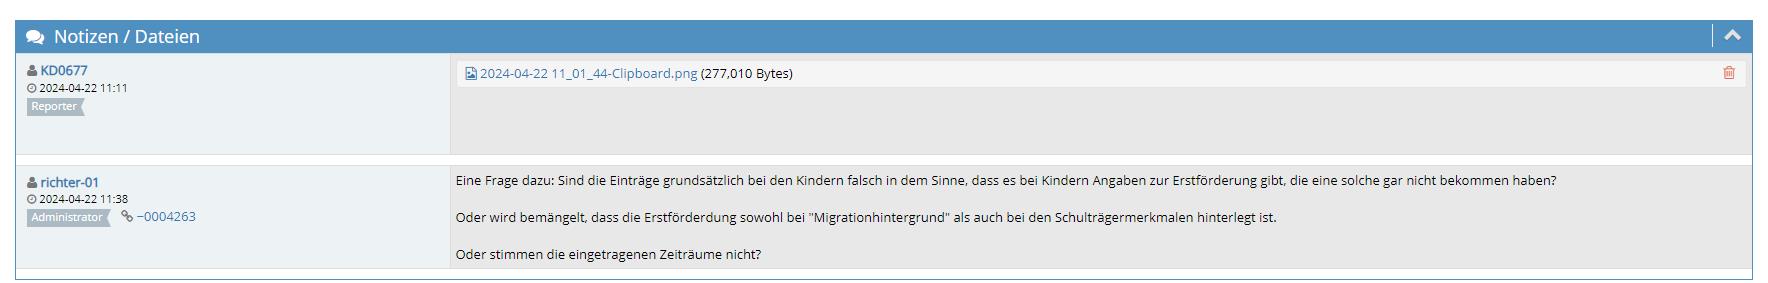 Notizen / Dateien
KD0677
2024-04-22 11:11
Reporter
2024-04-22 11_01_44-Clipboard.png (277,010 Bytes)
richter-01
2024-04-22 11:38
Administrator ~0004263
Eine Frage dazu: Sind die Einträge grundsätzlich bei den Kindern falsch in dem Sinne, dass es bei Kindern Angaben zur Erstförderung gibt, die eine solche gar nicht bekommen haben?
Oder wird bemängelt, dass die Erstförderdung sowohl bei "Migrationhintergrund" als auch bei den Schulträgermerkmalen hinterlegt ist.
Oder stimmen die eingetragenen Zeiträume nicht?